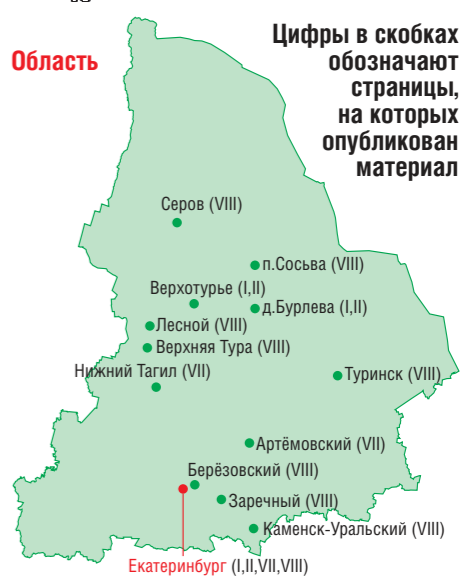 Область
Цифры в скобках
обозначают
страницы,
на которых
опубликован
материал
Серов (VIII)
п.Сосьва (VIII)
Верхотурье (I,II)
д.Бурлева (I,II)
Лесной (VIII)
Верхняя Тура (VIII)
Нижний Тагил (VII)
Туринск (VIII)
Артёмовский (VII)
Берёзовский (VIII)
Заречный (VIII)
Каменск-Уральский (VIII)
Екатеринбург (I,II,VII,VIII)